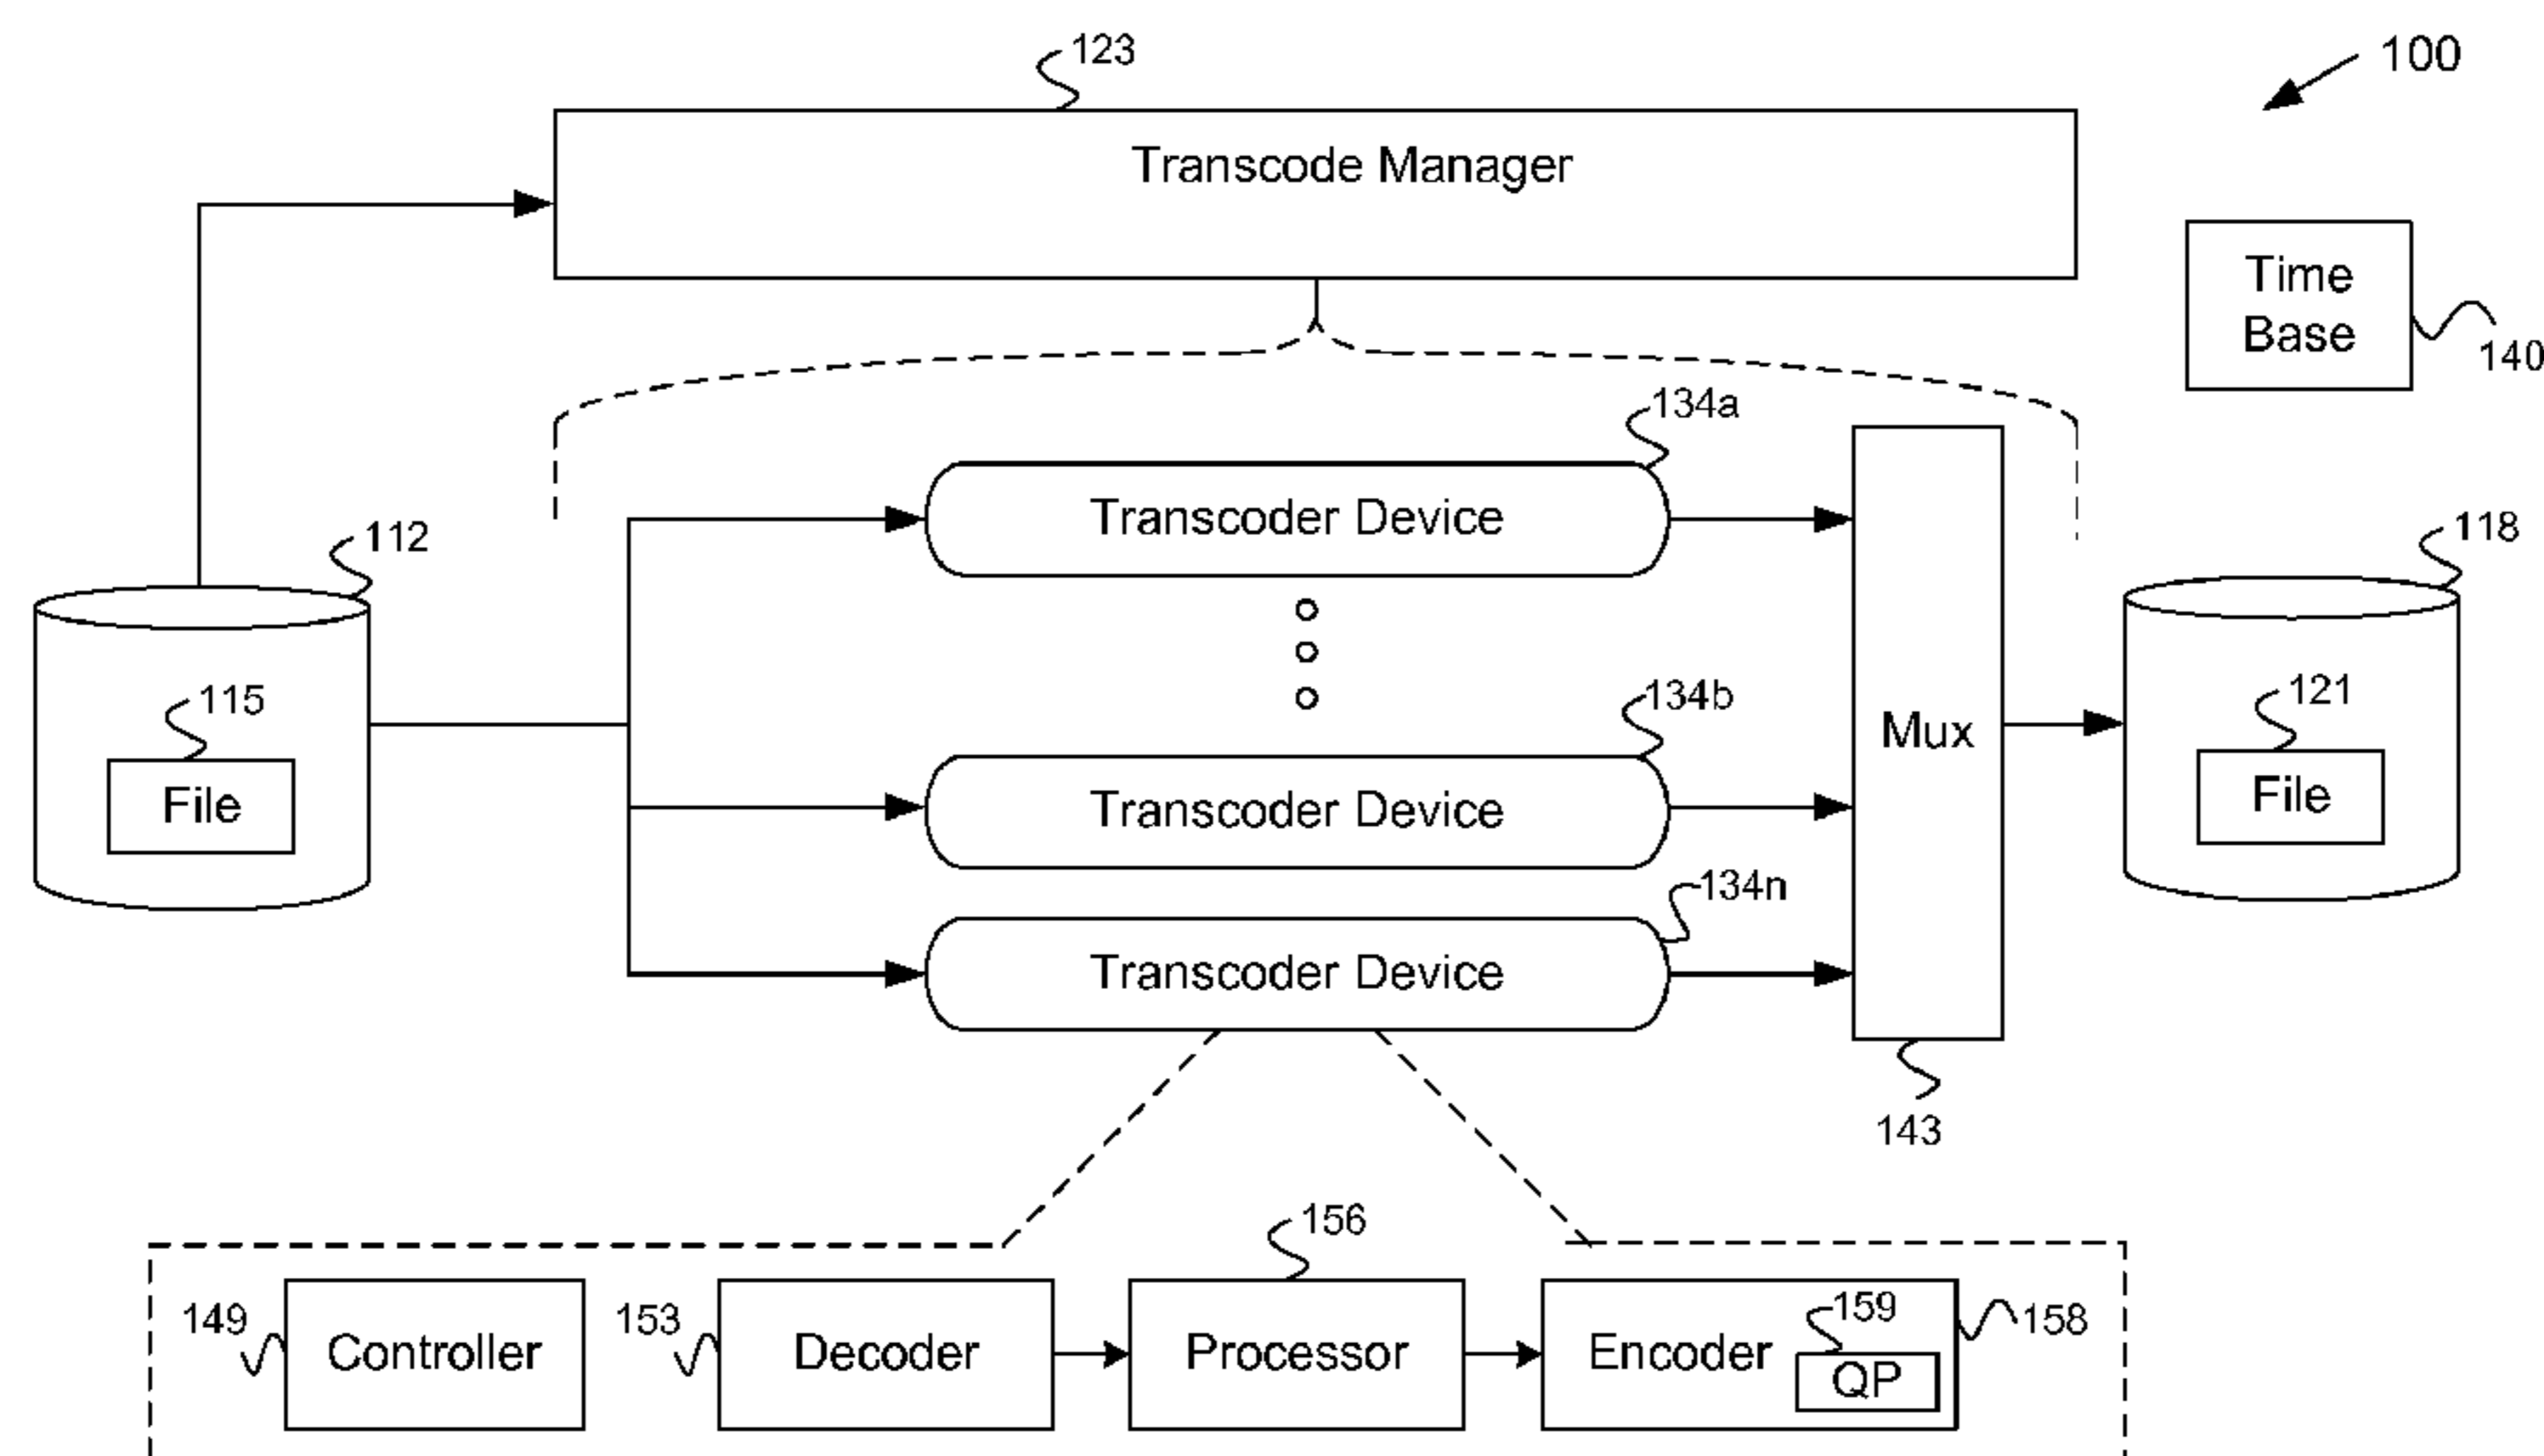 123
100
Transcode Manager
Time
Base
140
134a
Transcoder Device
112
118
115
File
134b
Transcoder Device
Mux
121
File
134n
Transcoder Device
143
156
149
Controller
153
Decoder
Processor
Encoder
159
QP
158